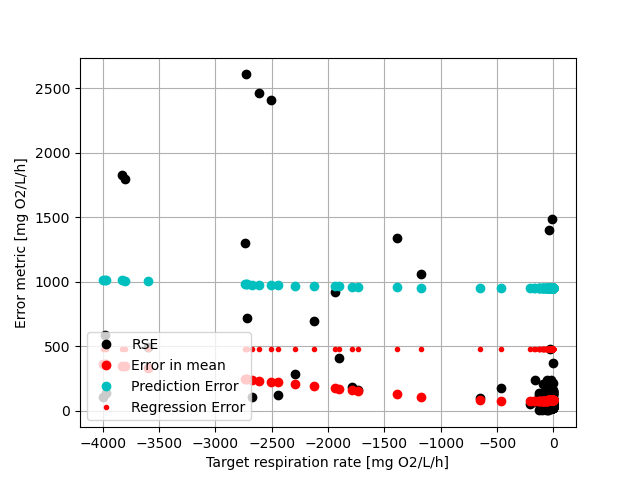 2500
2000
1500
1000
500
0
Error metric [mg O2/L/h]
RSE
Error in mean
Prediction Error
Regression Error
−4000 −3500 −3000 −2500 −2000 −1500 −1000 −500 0
Target respiration rate [mg O2/L/h]